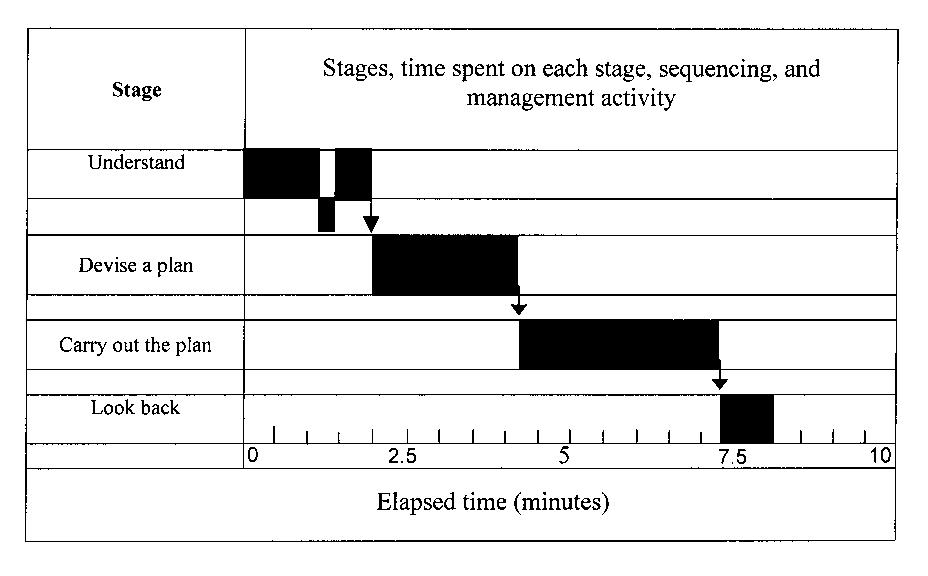 Stage
Stages, time spent on each stage, sequencing, and
management activity
Understand
Devise a plan
Carry out the plan
Look back
0 2.5 5 7.5 10
Elapsed time (minutes)